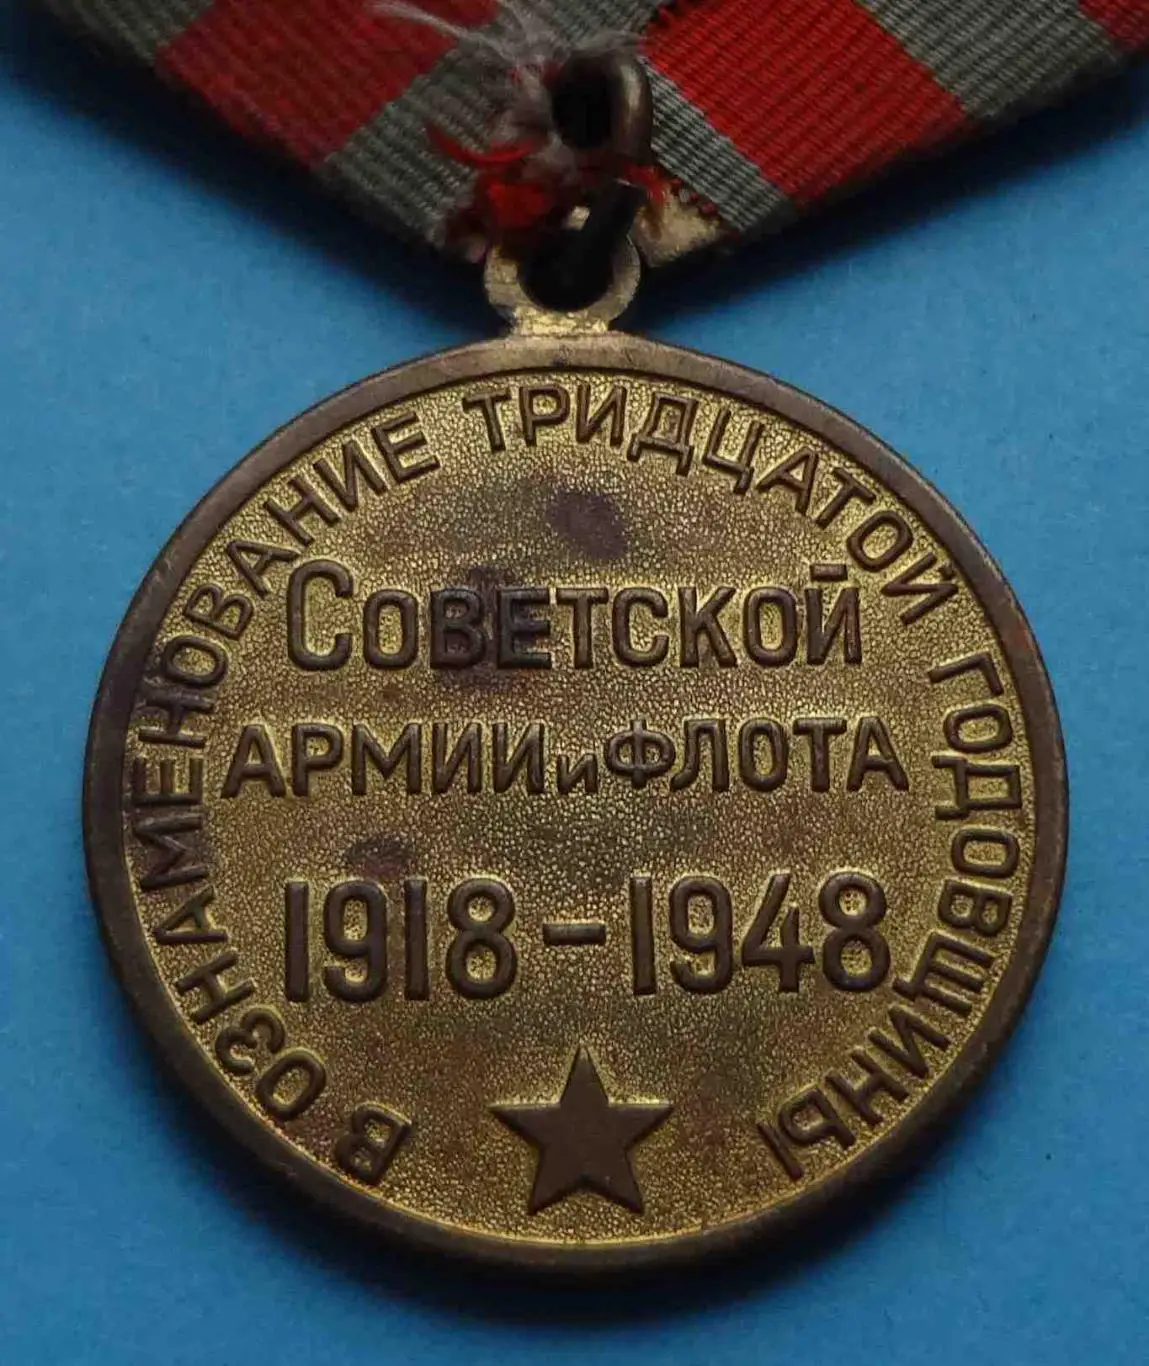 В ОЗНАМЕНОВАНИЕ ТРИДЦАТОЙ ГОДОВЩИНЫ
СОВЕТСКОЙ
АРМИИ и ФЛОТА
1918-1948